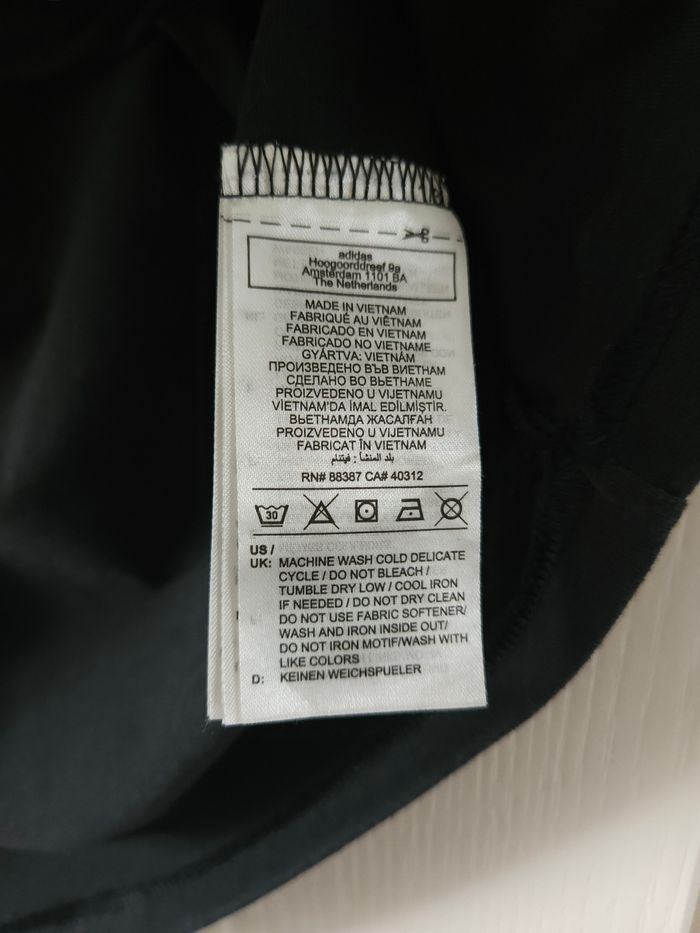 adidas
Hoogoorddreef 9a
Amsterdam 1101 BA
The Netherlands
MADE IN VIETNAM
FABRIQUÉ AU VIÊTNAM
FABRICADO EN VIETNAM
FABRICADO NO VIETNAME
GYÁRTVA: VIETNÁM
ПРОИЗВЕДЕНО ВЪВ ВИЕТНАМ
СДЕЛАНО ВО ВЬЕТНАМЕ
PROIZVEDENO U VIJETNAMU
VİETNAM'DA İMAL EDİLMİŞTİR.
ВЬЕТНАМДА ЖАСАЛҒАН
PROIZVEDENO U VIJETNAMU
FABRICAT ÎN VIETNAM
بلد المنشأ : فيتنام
RN# 88387 CA# 40312
30
US /
UK: MACHINE WASH COLD DELICATE
CYCLE / DO NOT BLEACH /
TUMBLE DRY LOW / COOL IRON
IF NEEDED / DO NOT DRY CLEAN
DO NOT USE FABRIC SOFTENER/
WASH AND IRON INSIDE OUT/
DO NOT IRON MOTIF/WASH WITH
LIKE COLORS
D: KEINEN WEICHSPUELER